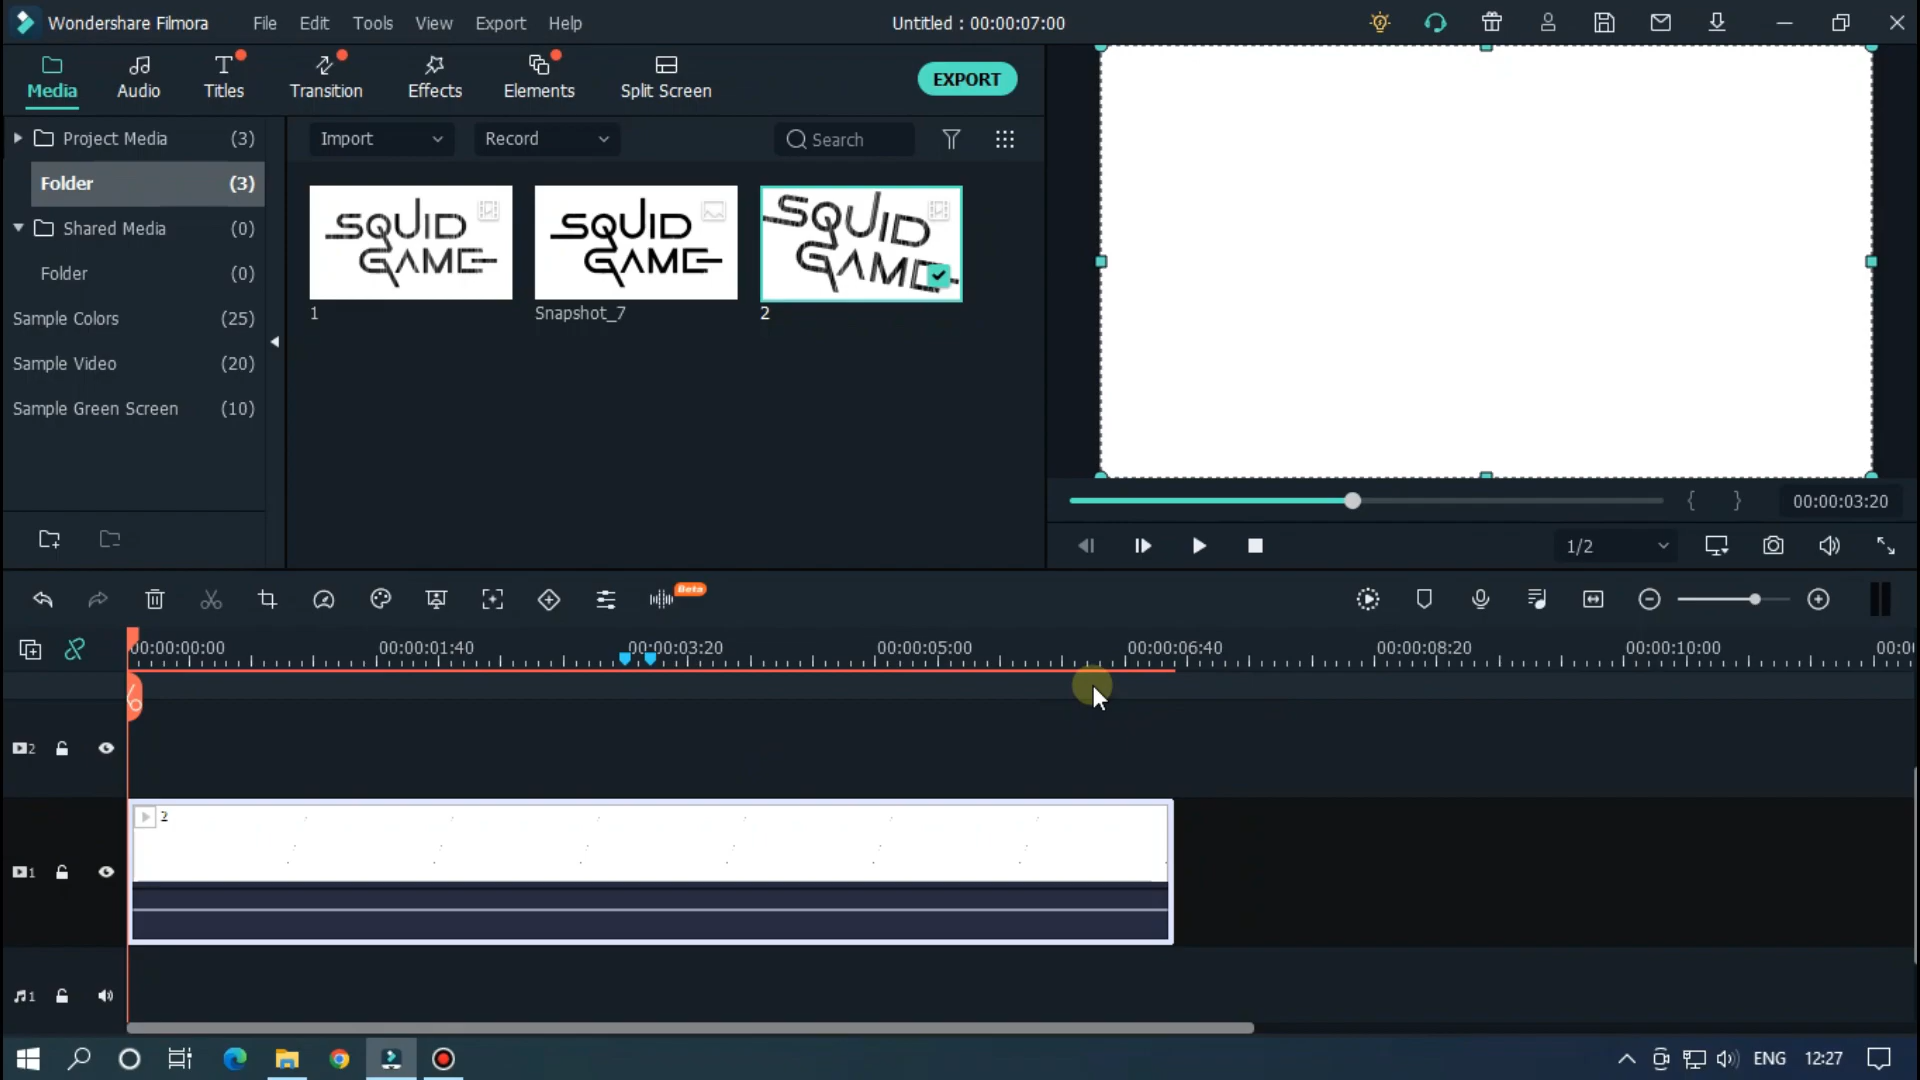 Wondershare Filmora File Edit Tools View Export Help Untitled : 00:00:07:00
Media Audio Titles Transition Effects Elements Split Screen EXPORT
Project Media (3) Import Record Search
Folder (3)
Shared Media (0)
Folder (0)
Sample Colors (25)
Sample Video (20)
Sample Green Screen (10)
SQUID GAME
SQUID GAME
SQUID GAME
1 Snapshot_7 2
{ } 00:00:03:20
1/2
Beta
00:00:00:00 00:00:01:40 00:00:03:20 00:00:05:00 00:00:06:40 00:00:08:20 00:00:10:00
2
2
1
1
ENG 12:27